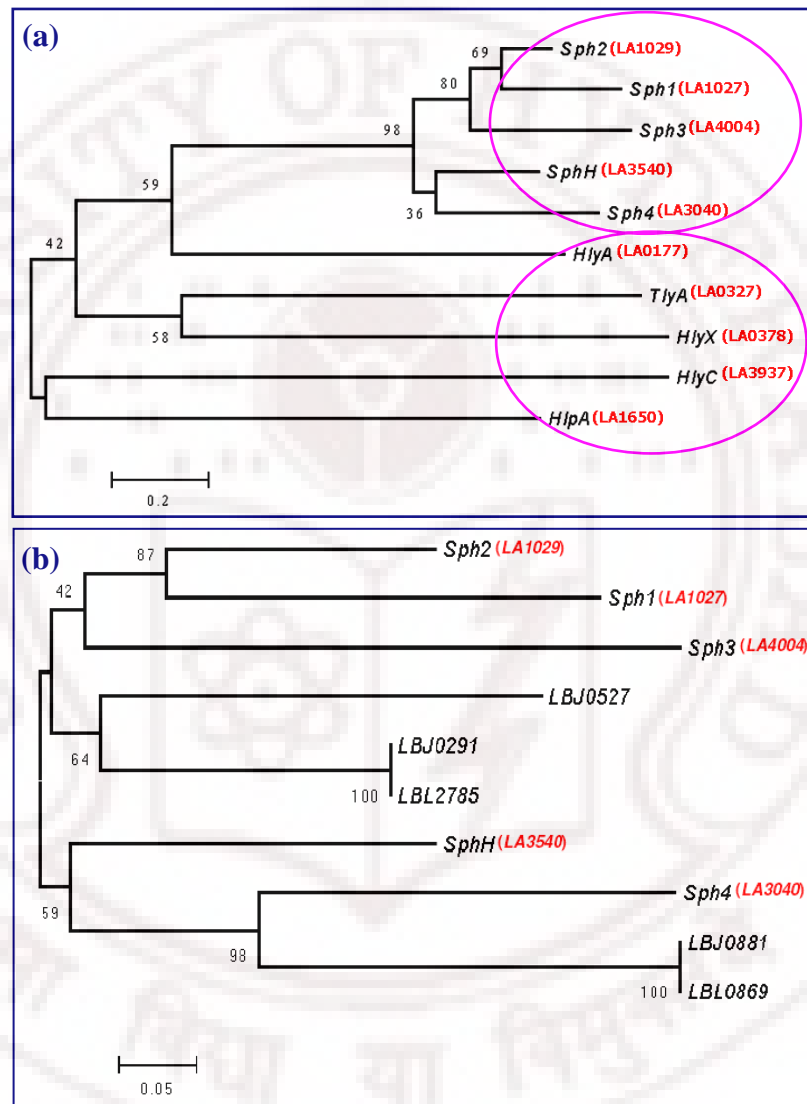 (a)
69
Sph2 (LA1029)
80
Sph1 (LA1027)
98
Sph3 (LA4004)
59
SphH (LA3540)
36
Sph4 (LA3040)
42
HlyA (LA0177)
TlyA (LA0327)
58
HlyX (LA0378)
HlyC (LA3937)
HlpA (LA1650)
0.2
(b)
87
Sph2 (LA1029)
42
Sph1 (LA1027)
Sph3 (LA4004)
LBJ0527
64
LBJ0291
100
LBL2785
SphH (LA3540)
59
Sph4 (LA3040)
98
LBJ0881
100
LBL0869
0.05